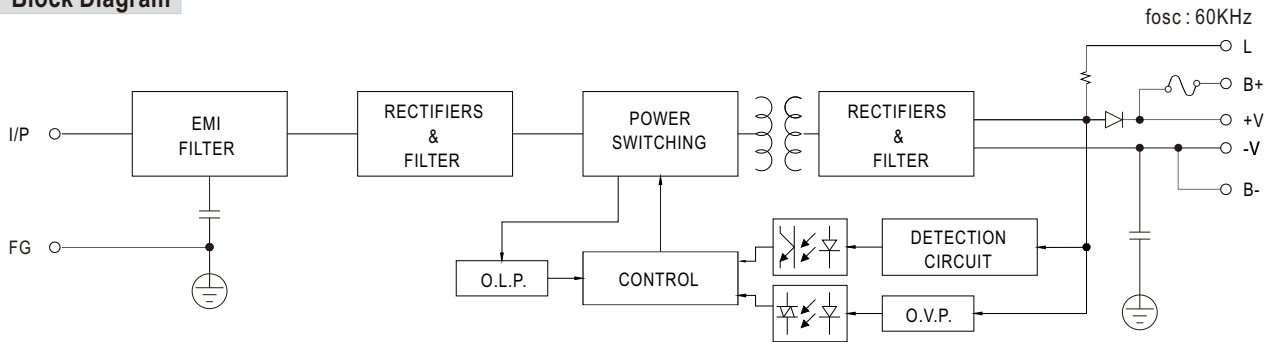 Block Diagram
fosc : 60KHz
L
B+
+V
-V
B-
I/P
EMI
FILTER
RECTIFIERS
&
FILTER
POWER
SWITCHING
RECTIFIERS
&
FILTER
FG
O.L.P.
CONTROL
DETECTION
CIRCUIT
O.V.P.